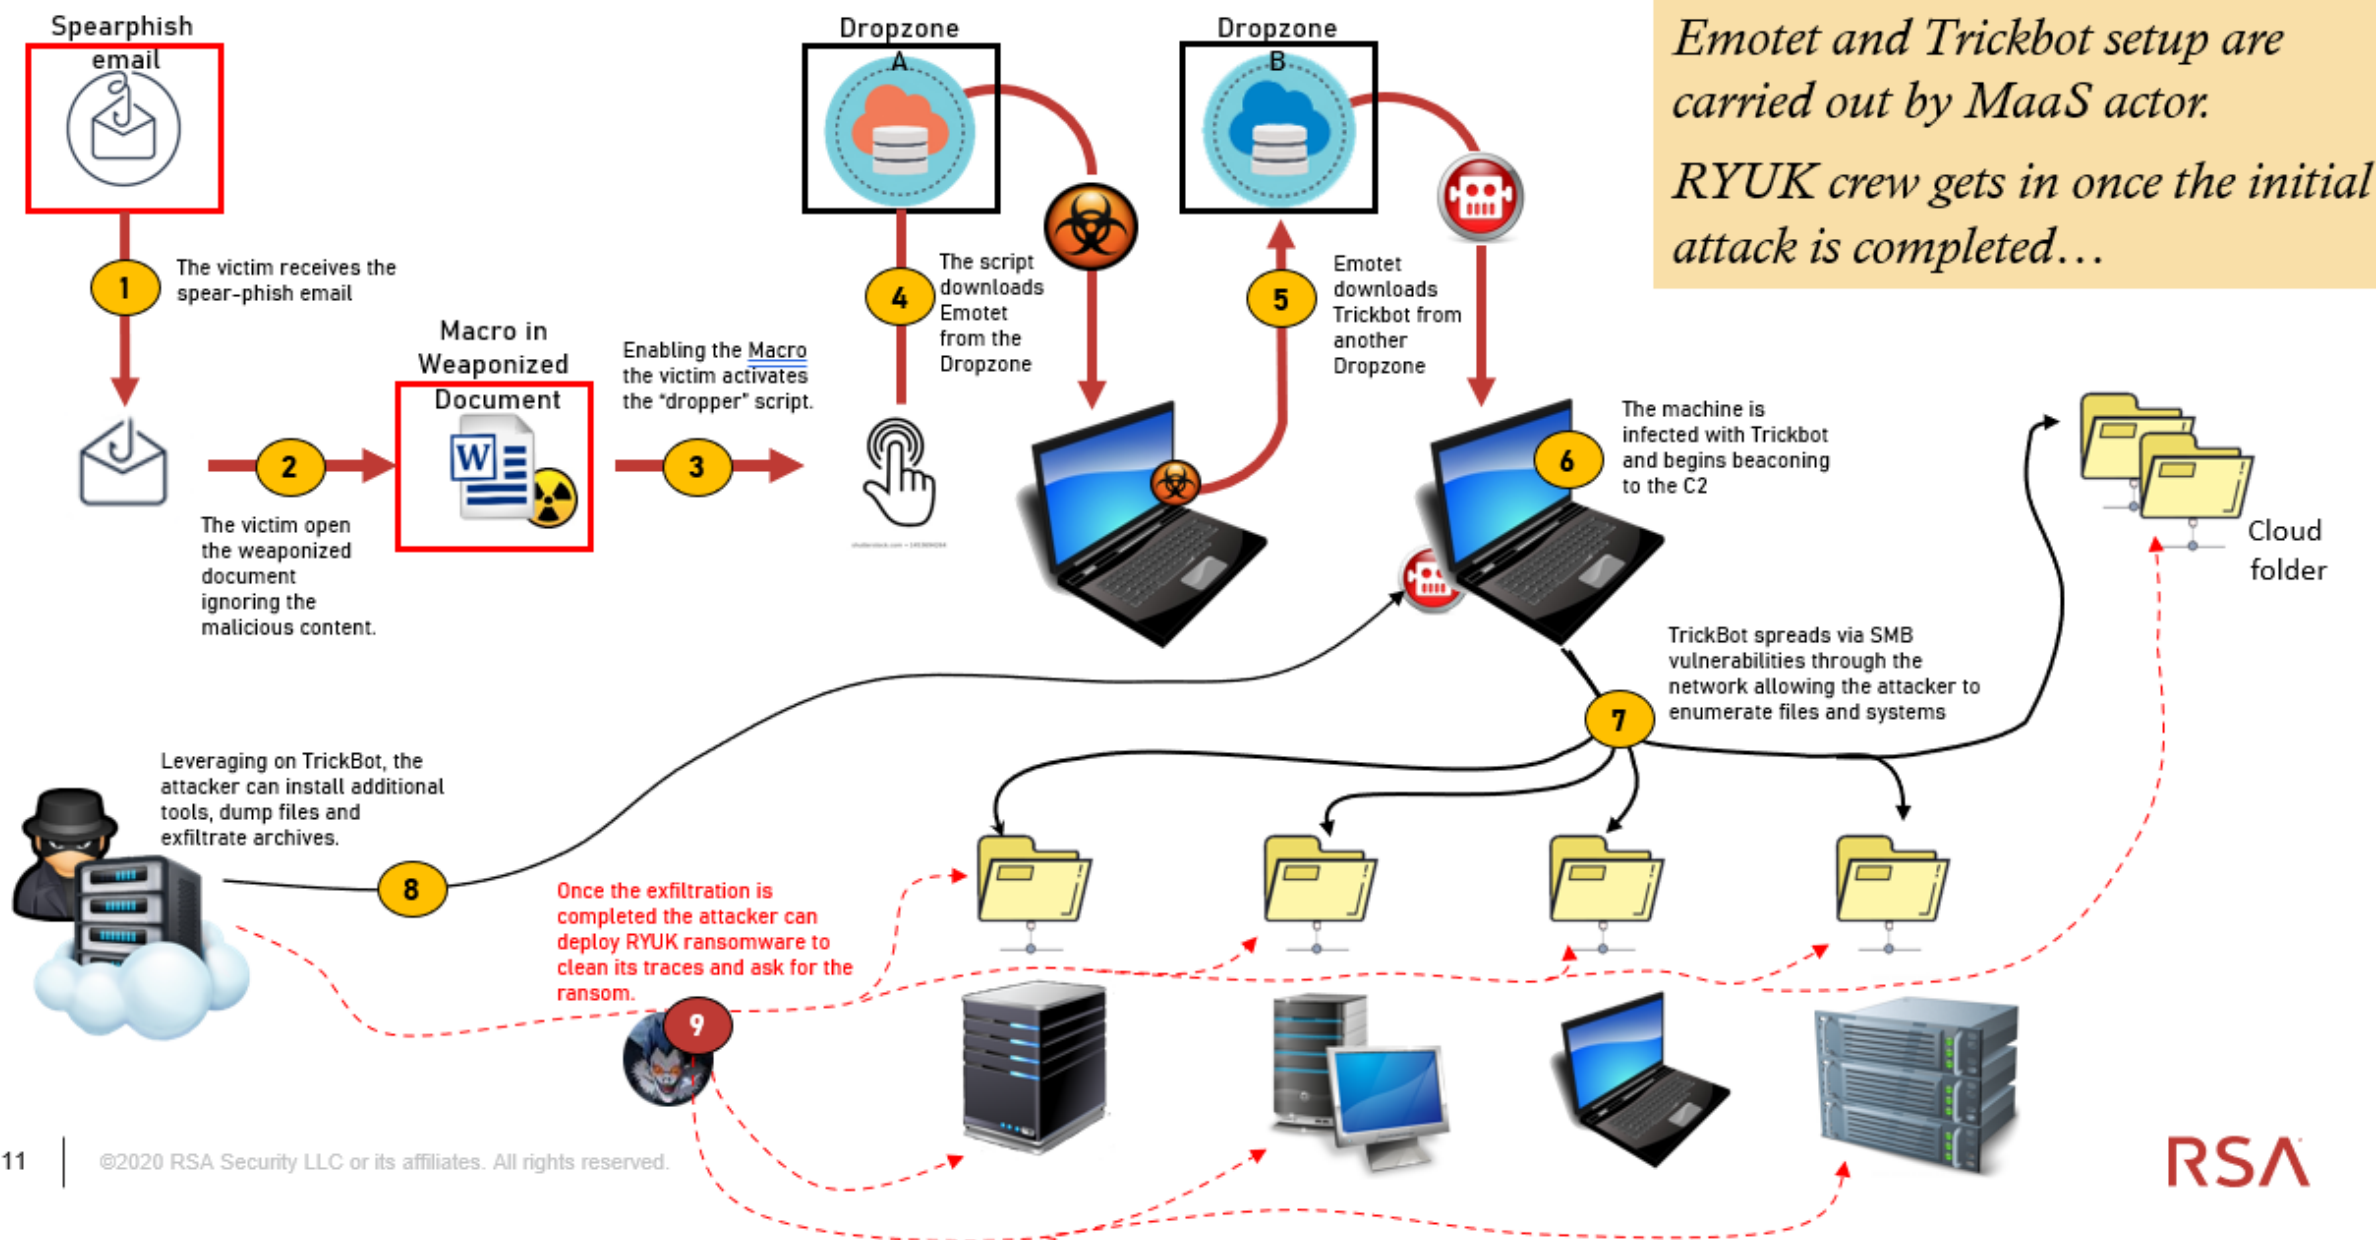 Spearphish
email
Dropzone
A
Dropzone
B
Emotet and Trickbot setup are
carried out by MaaS actor.
RYUK crew gets in once the initial
attack is completed…
1
The victim receives the
spear-phish email
2
The victim open
the weaponized
document
ignoring the
malicious content.
Macro in
Weaponized
Document
W
Enabling the Macro
the victim activates
the “dropper” script.
3
4
The script
downloads
Emotet
from the
Dropzone
5
Emotet
downloads
Trickbot from
another
Dropzone
6
The machine is
infected with Trickbot
and begins beaconing
to the C2
Cloud
folder
7
TrickBot spreads via SMB
vulnerabilities through the
network allowing the attacker to
enumerate files and systems
Leveraging on TrickBot, the
attacker can install additional
tools, dump files and
exfiltrate archives.
8
Once the exfiltration is
completed the attacker can
deploy RYUK ransomware to
clean its traces and ask for the
ransom.
9
11
©2020 RSA Security LLC or its affiliates. All rights reserved.
RSA